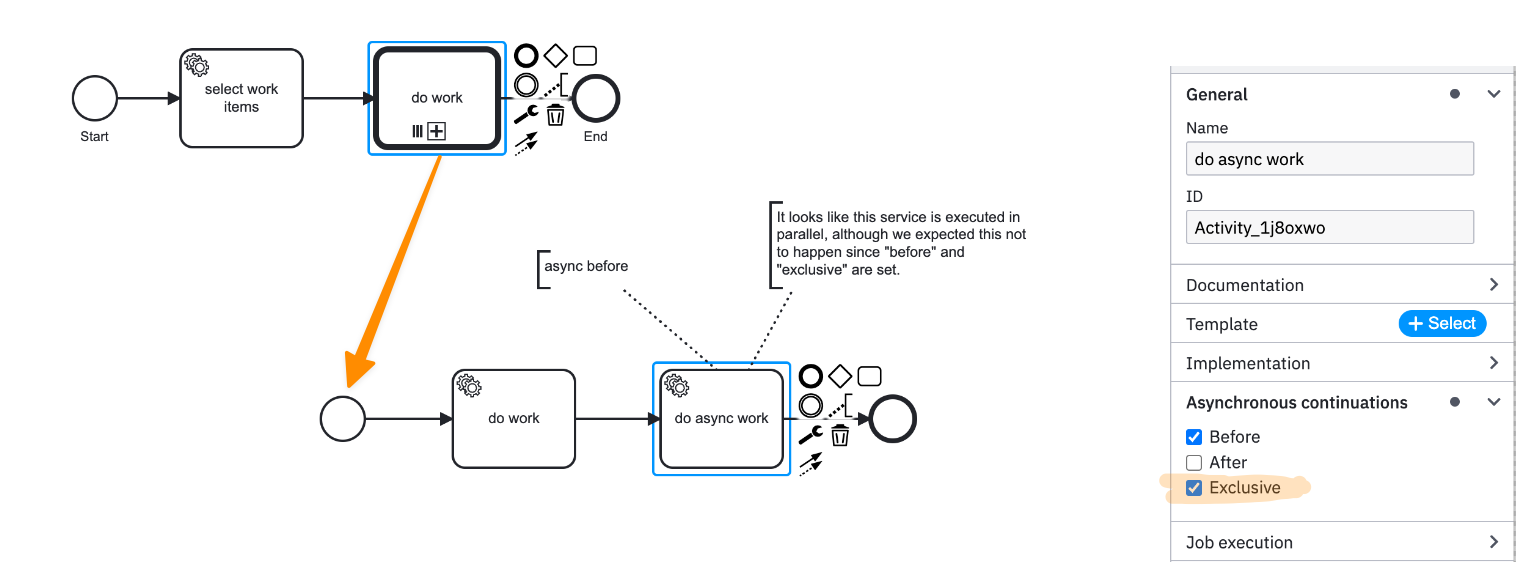 select work
items
do work
Start
End
It looks like this service is executed in
parallel, although we expected this not
to happen since "before" and
"exclusive" are set.
async before
do work
do async work
General
Name
do async work
ID
Activity_1j8oxwo
Documentation
Template
+ Select
Implementation
Asynchronous continuations
Before
After
Exclusive
Job execution